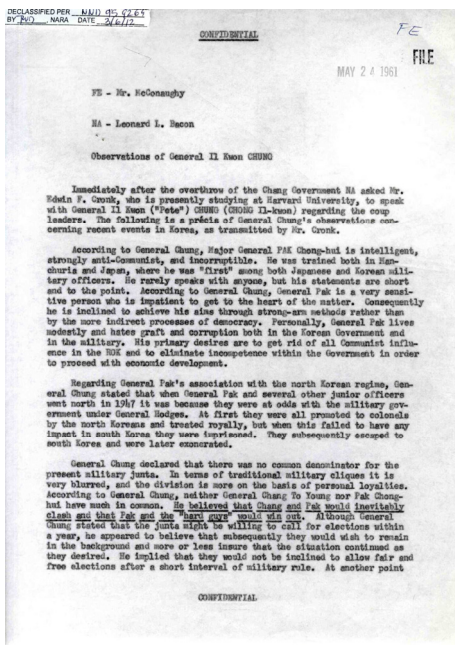 DECLASSIFIED PER NND 95 9269
BY NARA DATE 3/6/12
CONFIDENTIAL
FE
FILE
MAY 24 1961
FE - Mr. McConaughy
NA - Leonard L. Bacon
Observations of General Il Kwon CHUNG
Immediately after the overthrow of the Chang Government NA asked Mr.
Edwin F. Cronk, who is presently studying at Harvard University, to speak
with General Il Kwon ("Pete") CHUNG (CHONG Il-kwon) regarding the coup
leaders. The following is a précis of General Chung's observations con-
cerning recent events in Korea, as transmitted by Mr. Cronk.
According to General Chung, Major General PAK Chong-hui is intelligent,
strongly anti-Communist, and incorruptible. He was trained both in Man-
churia and Japan, where he was "first" among both Japanese and Korean mili-
tary officers. He rarely speaks with anyone, but his statements are short
and to the point. According to General Chung, General Pak is a very sensi-
tive person who is impatient to get to the heart of the matter. Consequently
he is inclined to achieve his aims through strong-arm methods rather than
by the more indirect processes of democracy. Personally, General Pak lives
modestly and hates graft and corruption both in the Korean Government and
in the military. His primary desires are to get rid of all Communist influ-
ence in the ROK and to eliminate incompetence within the Government in order
to proceed with economic development.
Regarding General Pak's association with the north Korean regime, Gen-
eral Chung stated that when General Pak and several other junior officers
went north in 1947 it was because they were at odds with the military gov-
ernment under General Hodges. At first they were all promoted to colonels
by the north Koreans and treated royally, but when this failed to have any
impact in south Korea they were imprisoned. They subsequently escaped to
south Korea and were later exonerated.
General Chung declared that there was no common denominator for the
present military junta. In terms of traditional military cliques it is
very blurred, and the division is more on the basis of personal loyalties.
According to General Chung, neither General Chang To Young nor Pak Chong-
hui have much in common. He believed that Chang and Pak would inevitably
clash and that Pak and the "hard guys" would win out. Although General
Chung stated that the junta might be willing to call for elections within
a year, he appeared to believe that subsequently they would wish to remain
in the background and more or less insure that the situation continued as
they desired. He implied that they would not be inclined to allow fair and
free elections after a short interval of military rule. At another point
CONFIDENTIAL